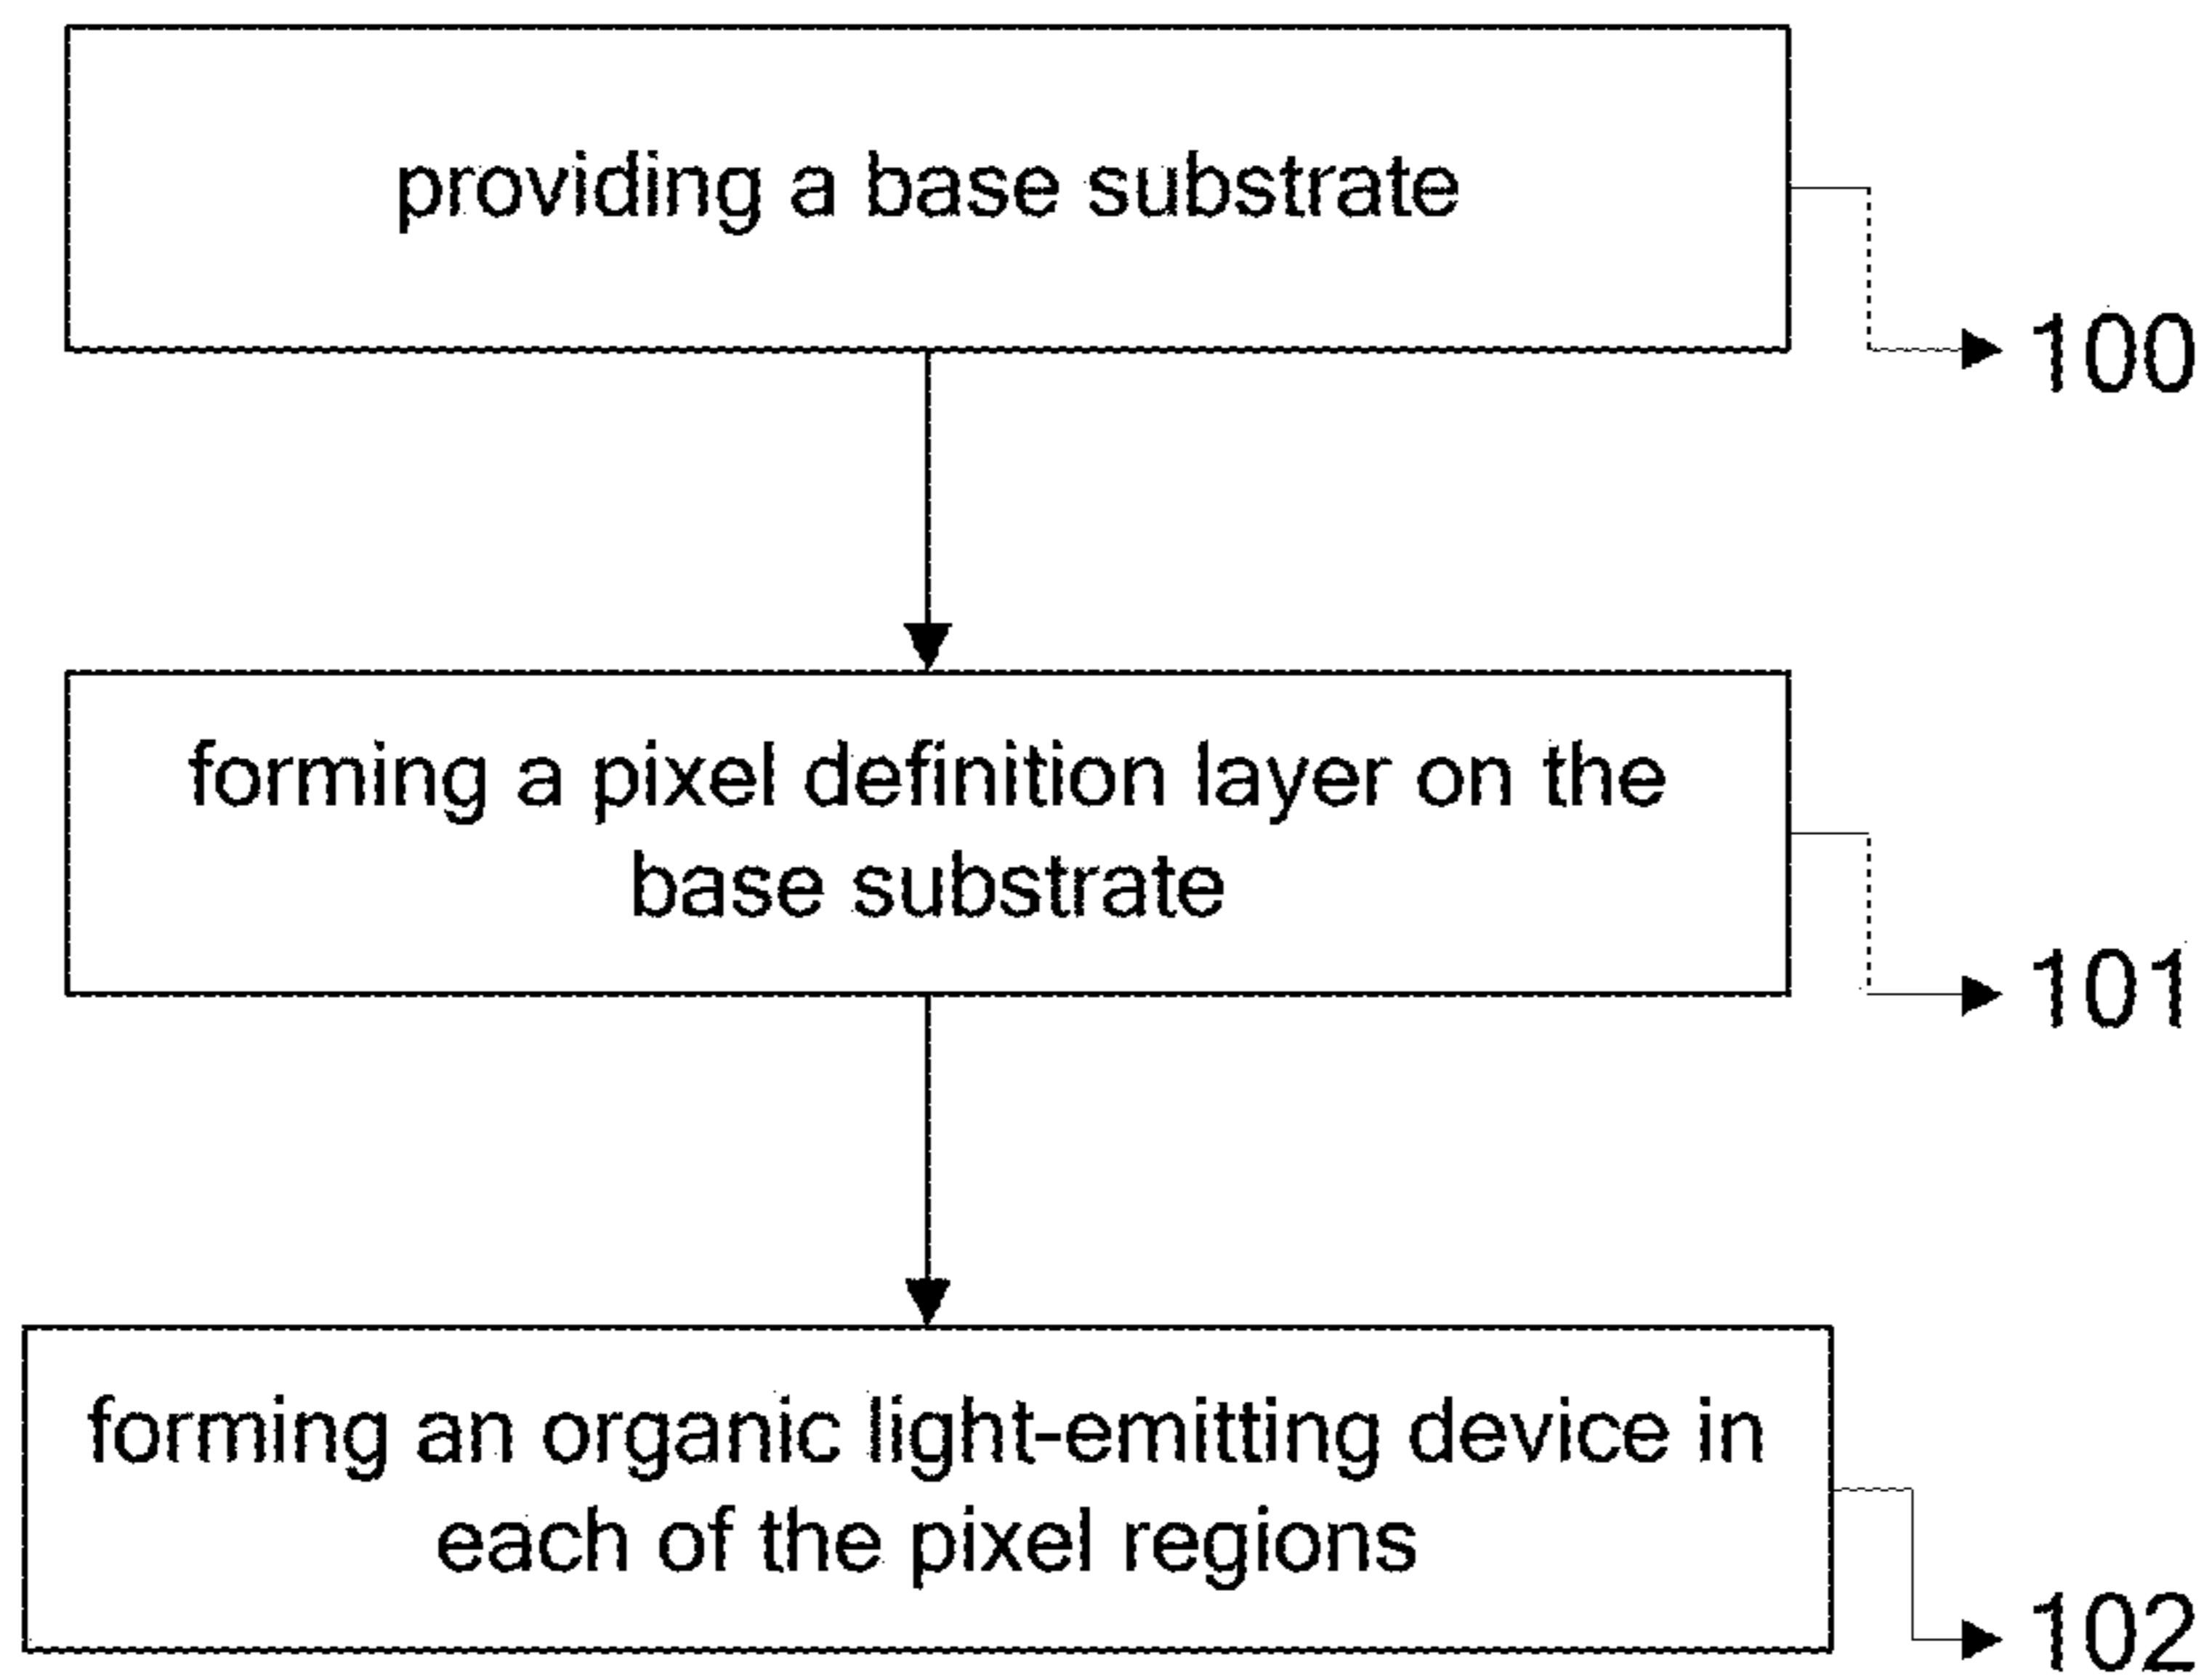 providing a base substrate
100
forming a pixel definition layer on the
base substrate
101
forming an organic light-emitting device in
each of the pixel regions
102